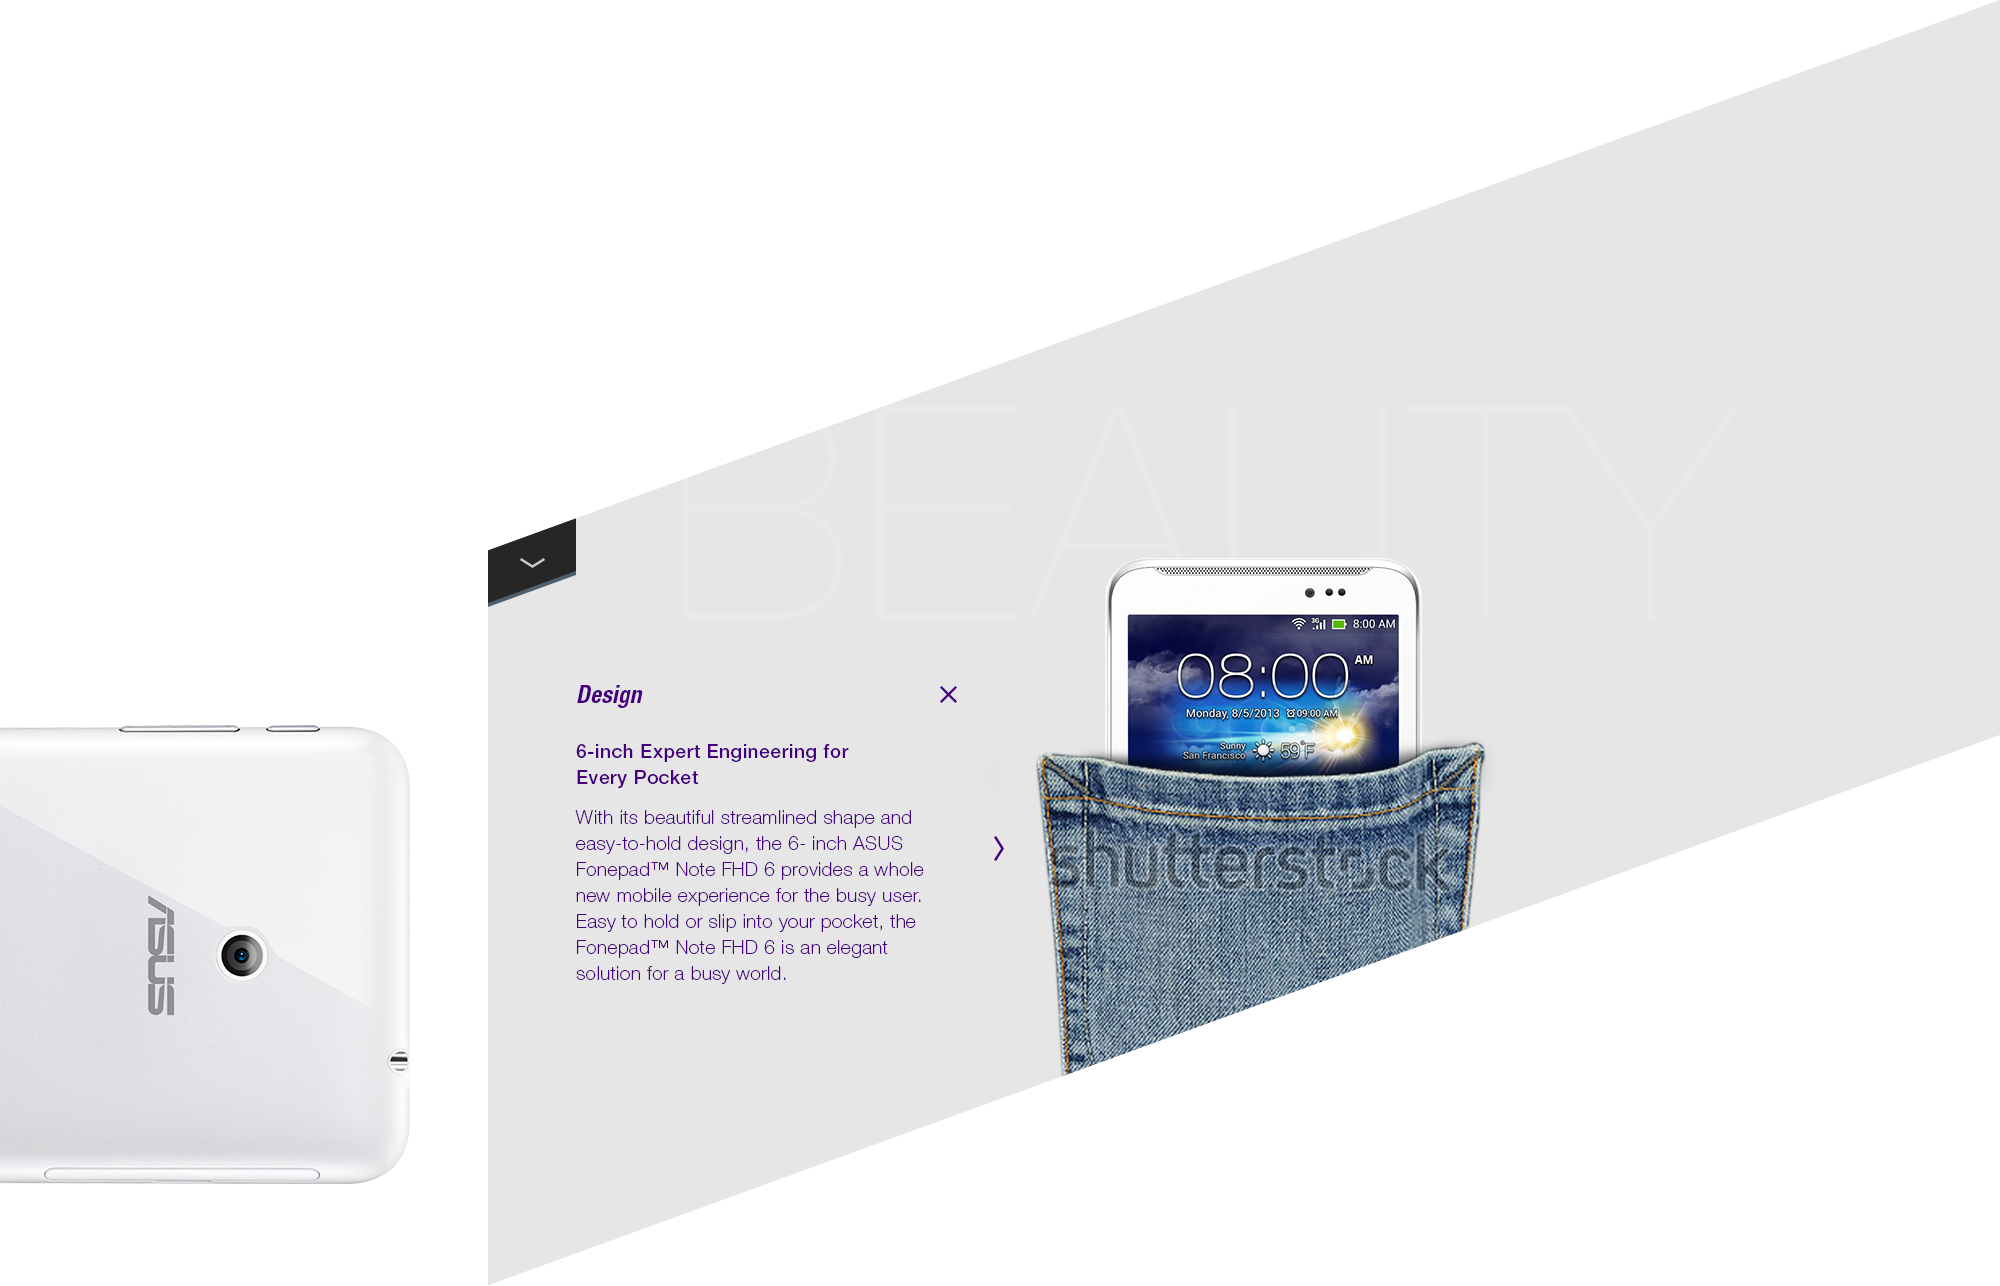 BEAUTY
3G
8:00 AM
08:00 AM
Monday, 8/5/2013 09:00 AM
Sunny
San Francisco 59°F
Design
6-inch Expert Engineering for
Every Pocket
With its beautiful streamlined shape and
easy-to-hold design, the 6- inch ASUS
Fonepad™ Note FHD 6 provides a whole
new mobile experience for the busy user.
Easy to hold or slip into your pocket, the
Fonepad™ Note FHD 6 is an elegant
solution for a busy world.
shutterstock
ASUS